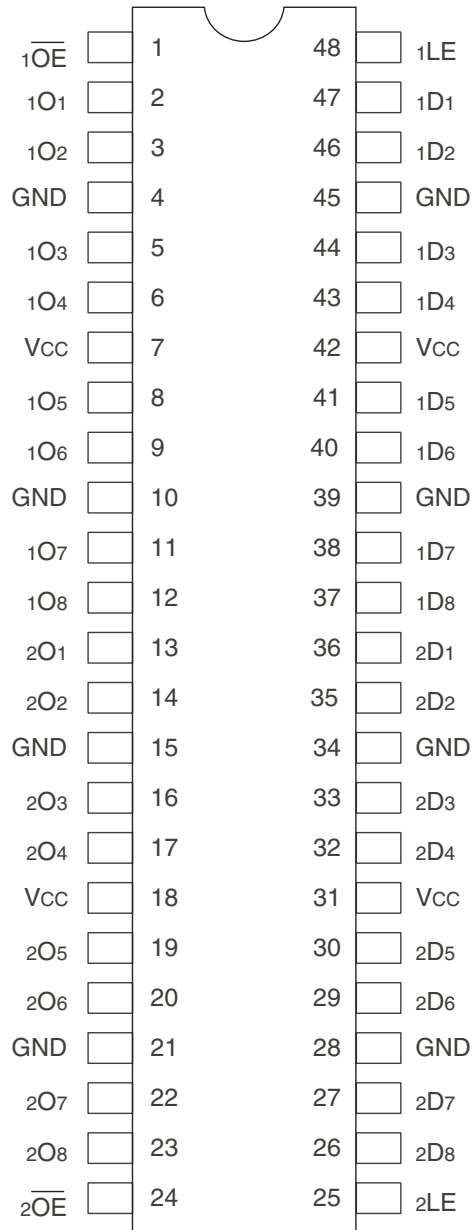 1OE 1 48 1LE
1O1 2 47 1D1
1O2 3 46 1D2
GND 4 45 GND
1O3 5 44 1D3
1O4 6 43 1D4
VCC 7 42 VCC
1O5 8 41 1D5
1O6 9 40 1D6
GND 10 39 GND
1O7 11 38 1D7
1O8 12 37 1D8
2O1 13 36 2D1
2O2 14 35 2D2
GND 15 34 GND
2O3 16 33 2D3
2O4 17 32 2D4
VCC 18 31 VCC
2O5 19 30 2D5
2O6 20 29 2D6
GND 21 28 GND
2O7 22 27 2D7
2O8 23 26 2D8
2OE 24 25 2LE